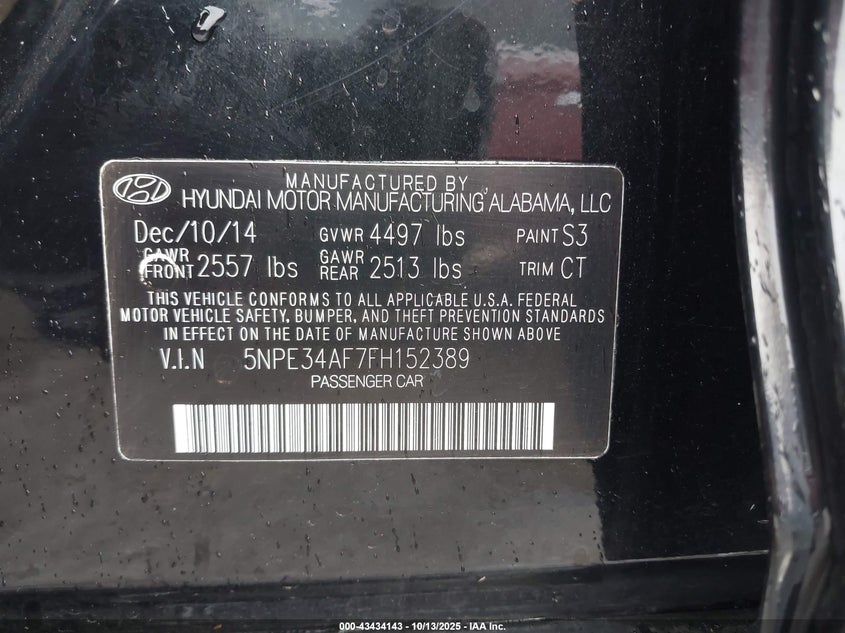 MANUFACTURED BY
HYUNDAI MOTOR MANUFACTURING ALABAMA, LLC
Dec/10/14 GVWR 4497 lbs PAINT S3
GAWR FRONT 2557 lbs GAWR REAR 2513 lbs TRIM CT
THIS VEHICLE CONFORMS TO ALL APPLICABLE U.S.A. FEDERAL
MOTOR VEHICLE SAFETY, BUMPER, AND THEFT PREVENTION STANDARDS
IN EFFECT ON THE DATE OF MANUFACTURE SHOWN ABOVE
V.I.N 5NPE34AF7FH152389
PASSENGER CAR
000-43434143 - 10/13/2025 - IAA Inc.